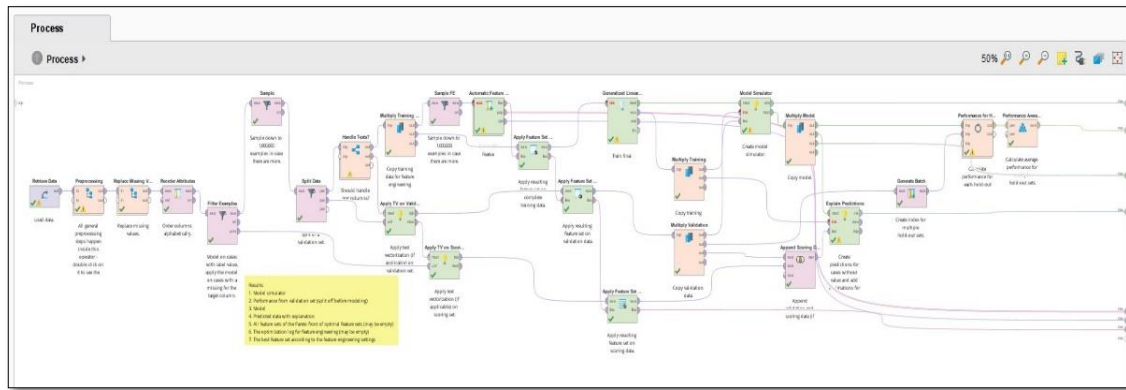 Process
Process
50%
Process
Retrieve Data
Load data.
Preprocessing
All general
preprocessing
steps happen
inside this
operator -
double click on
it to see the
Replace Missing V...
Replace missing
values.
Reorder Attributes
Order columns
alphabetically.
Filter Examples
Model on cases
with label value,
apply the model
on cases with a
missing for the
target column.
Sample
Sample down to
examples in case
there are more.
Split Data
validation set
Handle Texts?
Should handle
text columns?
Multiply Training ...
Copy training
data for feature
engineering.
Sample FE
Sample down to
examples in case
there are more.
Automatic Feature ...
Feature
Apply TV on Valid...
Apply text
vectorization (if
applicable) on
validation set
Apply TV on Scori...
Apply text
vectorization (if
applicable) on
scoring set
Apply Feature Set ...
Apply resulting
feature set on
complete
training data.
Apply Feature Set ...
Apply resulting
feature set on
validation data.
Apply Feature Set ...
Apply resulting
feature set on
scoring data.
Generalized Linear...
Train final
Multiply Training
Copy training
Multiply Validation
Copy validation
data.
Model Simulator
Create model
simulator.
Multiply Model
Copy model.
Append Scoring D...
Append
validation and
scoring data (if
Explain Predictions
Create
predictions for
cases without
value and add
Generate Batch
Create index for
multiple
hold-out sets.
Performance for H...
Calculate
performance for
each hold-out
Performance Avera...
Calculate average
performance for
hold-out sets.
Results:
1. Model simulator
2. Performance from validation set (split off before modeling)
3. Model
4. Predicted data with explanation
5. All feature sets of the Pareto front of optimal feature sets (may be empty)
6. The optimization log for feature engineering (may be empty)
7. The best feature set according to the feature engineering settings